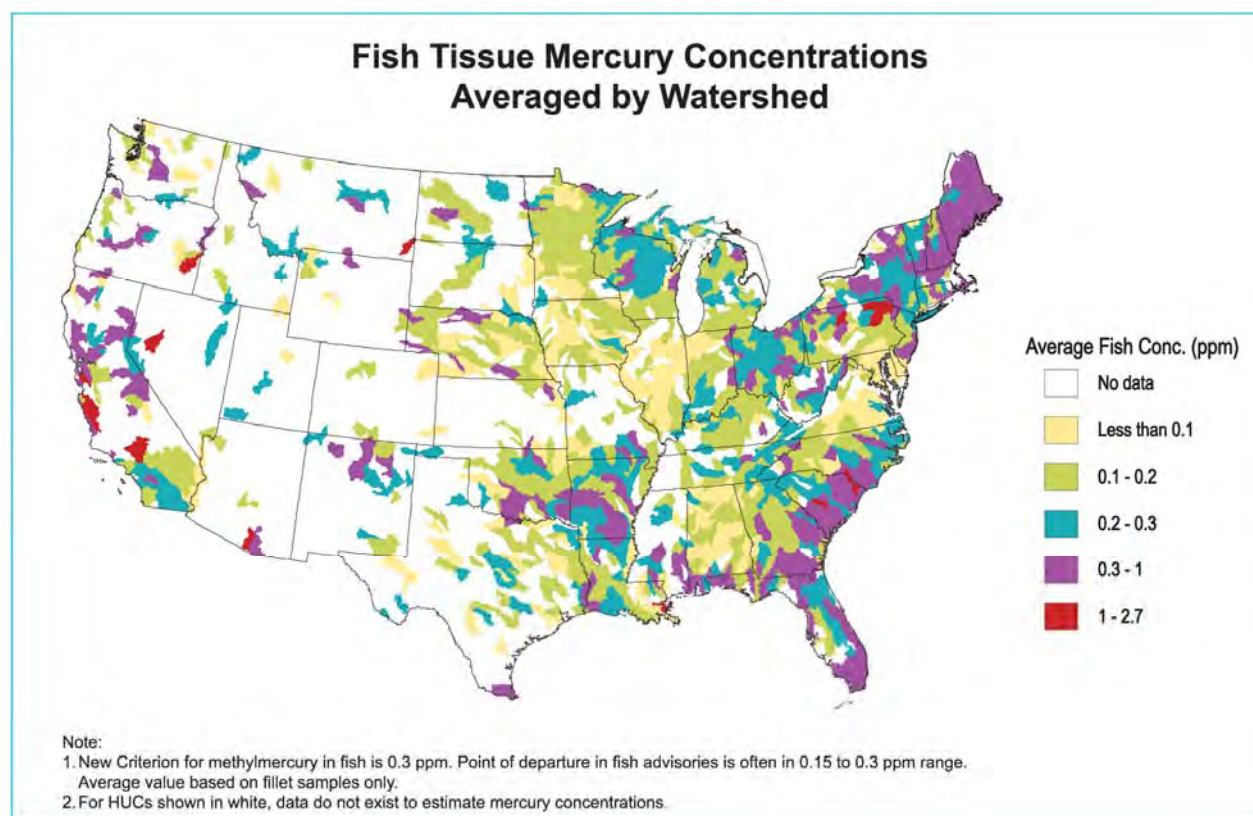 Fish Tissue Mercury Concentrations
Averaged by Watershed
Average Fish Conc. (ppm)
No data
Less than 0.1
0.1 - 0.2
0.2 - 0.3
0.3 - 1
1 - 2.7
Note:
1. New Criterion for methylmercury in fish is 0.3 ppm. Point of departure in fish advisories is often in 0.15 to 0.3 ppm range.
Average value based on fillet samples only.
2. For HUCs shown in white, data do not exist to estimate mercury concentrations.